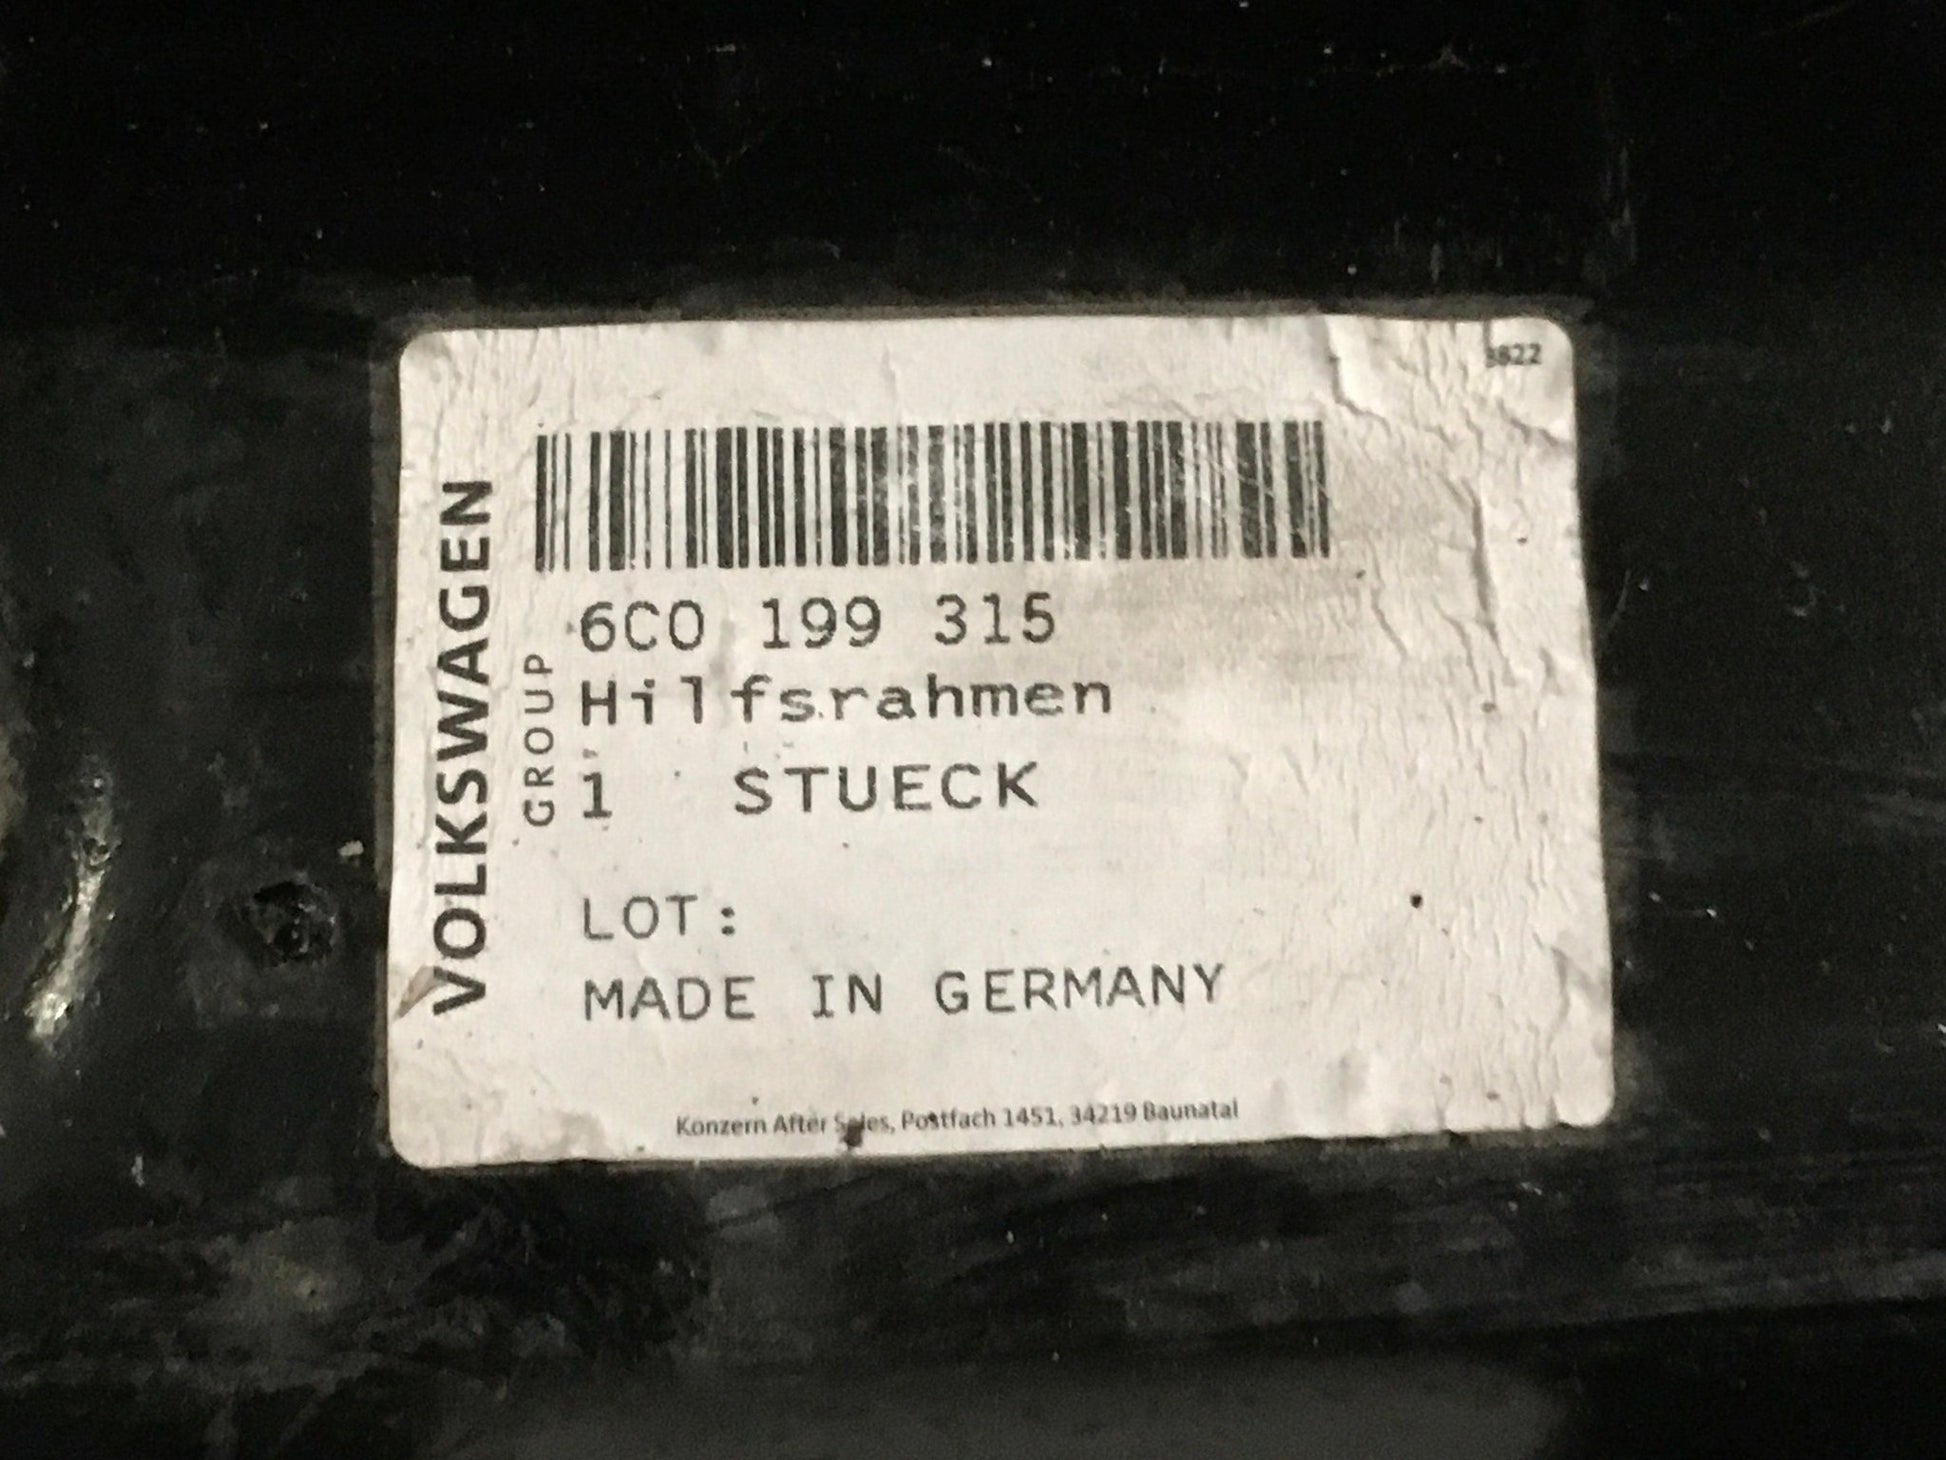 VOLKSWAGEN
GROUP
6C0 199 315
Hilfsrahmen
1 STUECK
LOT:
MADE IN GERMANY
Konzern After Sales, Postfach 1451, 34219 Baunatal